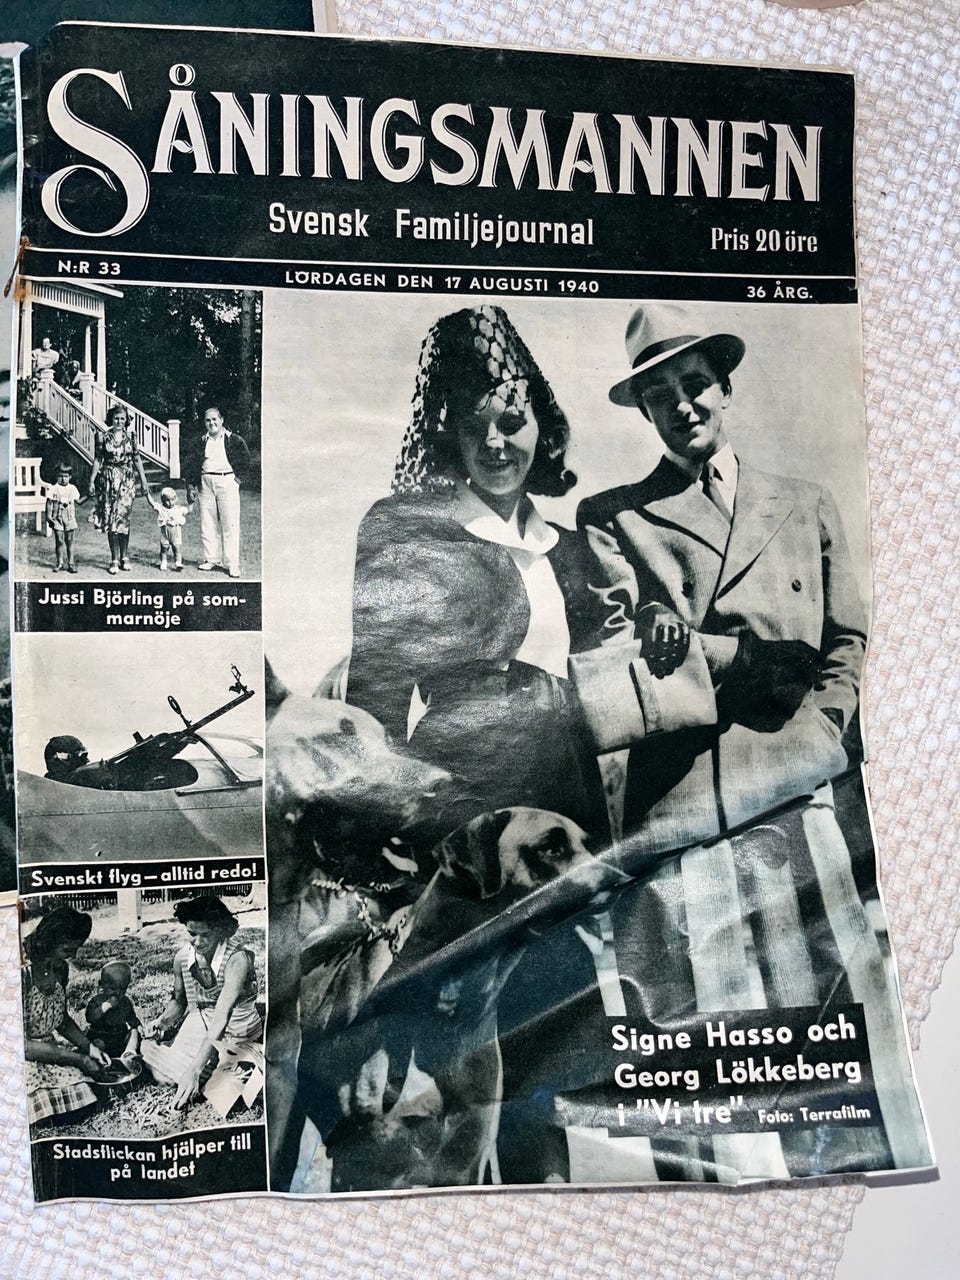 SÅNINGSMANNEN
Svensk Familjejournal
Pris 20 öre
N:R 33
LÖRDAGEN DEN 17 AUGUSTI 1940
36 ÅRG.
Jussi Björling på som-
marnöje
Svenskt flyg—alltid redo!
Stadsflickan hjälper till
på landet
Signe Hasso och
Georg Lökkeberg
i "Vi tre" Foto: Terrafilm